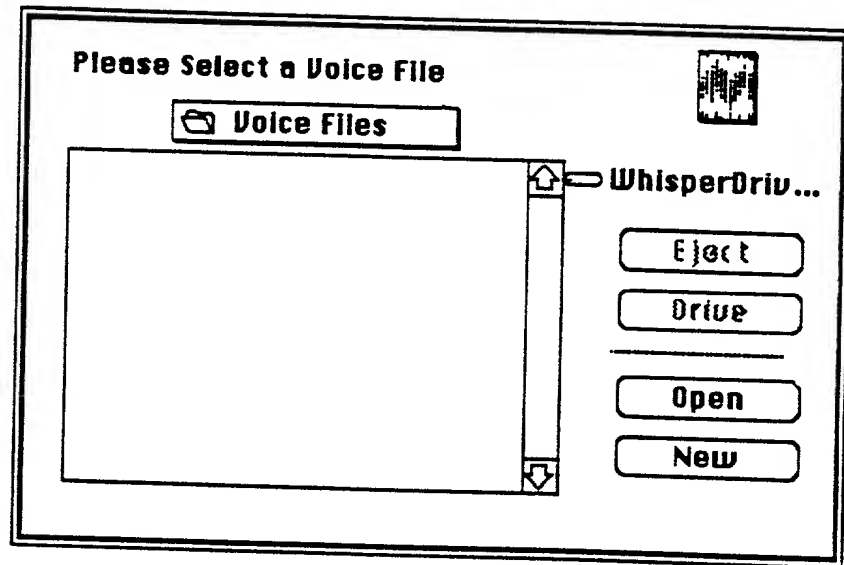 Please Select a Voice File
Voice Files
WhisperDriv...
Eject
Drive
Open
New